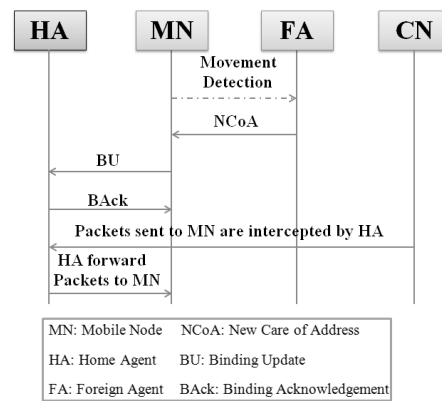 HA MN FA CN
Movement
Detection
NCoA
BU
BAck
Packets sent to MN are intercepted by HA
HA forward
Packets to MN
MN: Mobile Node NCoA: New Care of Address
HA: Home Agent BU: Binding Update
FA: Foreign Agent BAck: Binding Acknowledgement